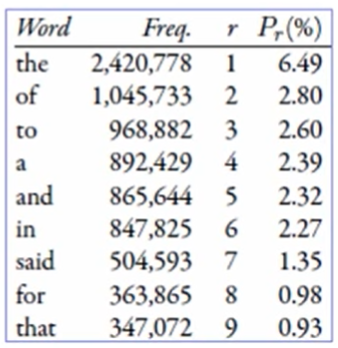 Word Freq. r Pr(%)
the 2,420,778 1 6.49
of 1,045,733 2 2.80
to 968,882 3 2.60
a 892,429 4 2.39
and 865,644 5 2.32
in 847,825 6 2.27
said 504,593 7 1.35
for 363,865 8 0.98
that 347,072 9 0.93